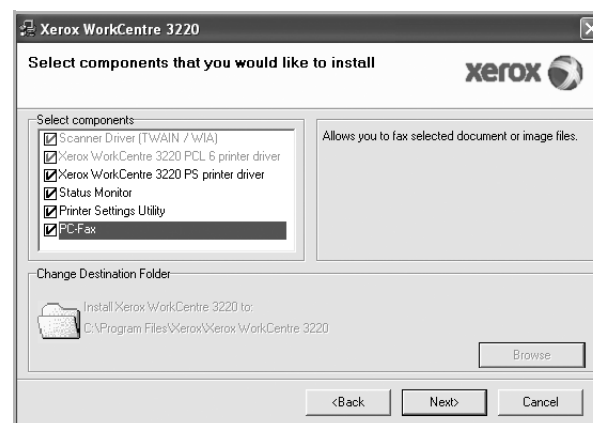 Xerox WorkCentre 3220
Select components that you would like to install
xerox
Select components
Scanner Driver (TWAIN / WIA)
Xerox WorkCentre 3220 PCL 6 printer driver
Xerox WorkCentre 3220 PS printer driver
Status Monitor
Printer Settings Utility
PC-Fax
Allows you to fax selected document or image files.
Change Destination Folder
Install Xerox WorkCentre 3220 to:
C:\Program Files\Xerox\Xerox WorkCentre 3220
Browse
<Back
Next>
Cancel